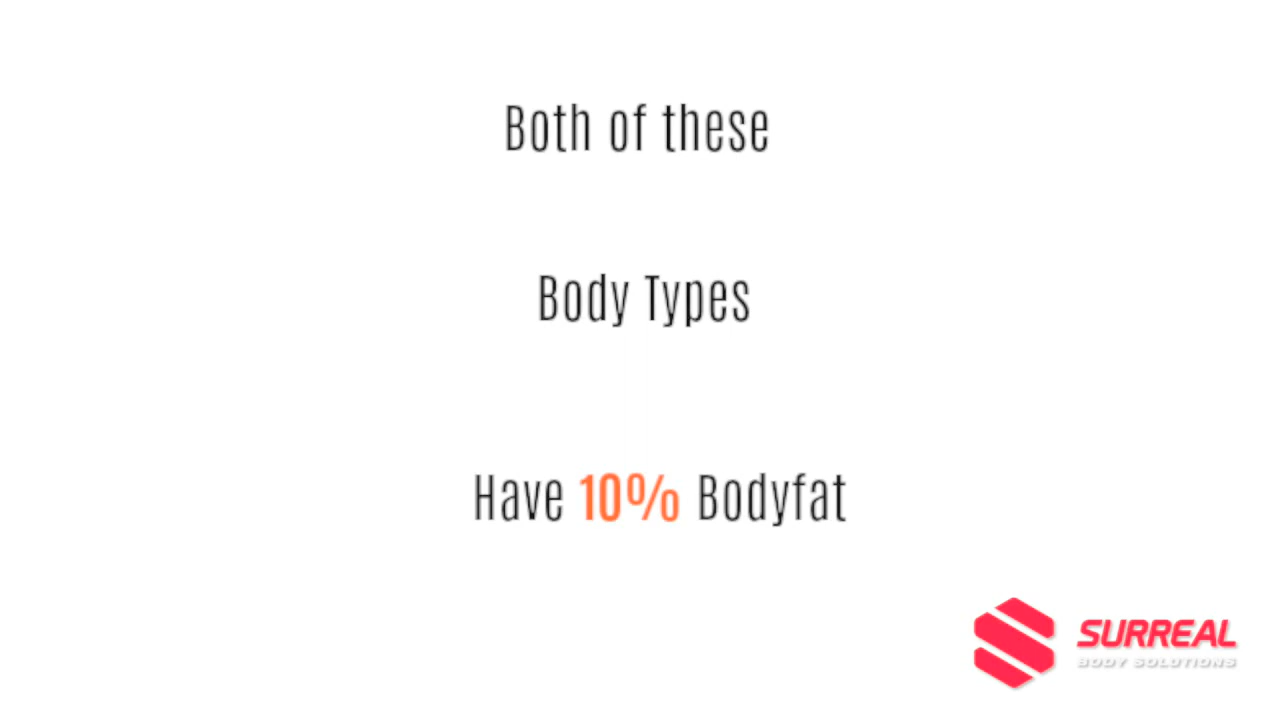 Both of these
Body Types
Have 10% Bodyfat
SURREAL
BODY SOLUTIONS